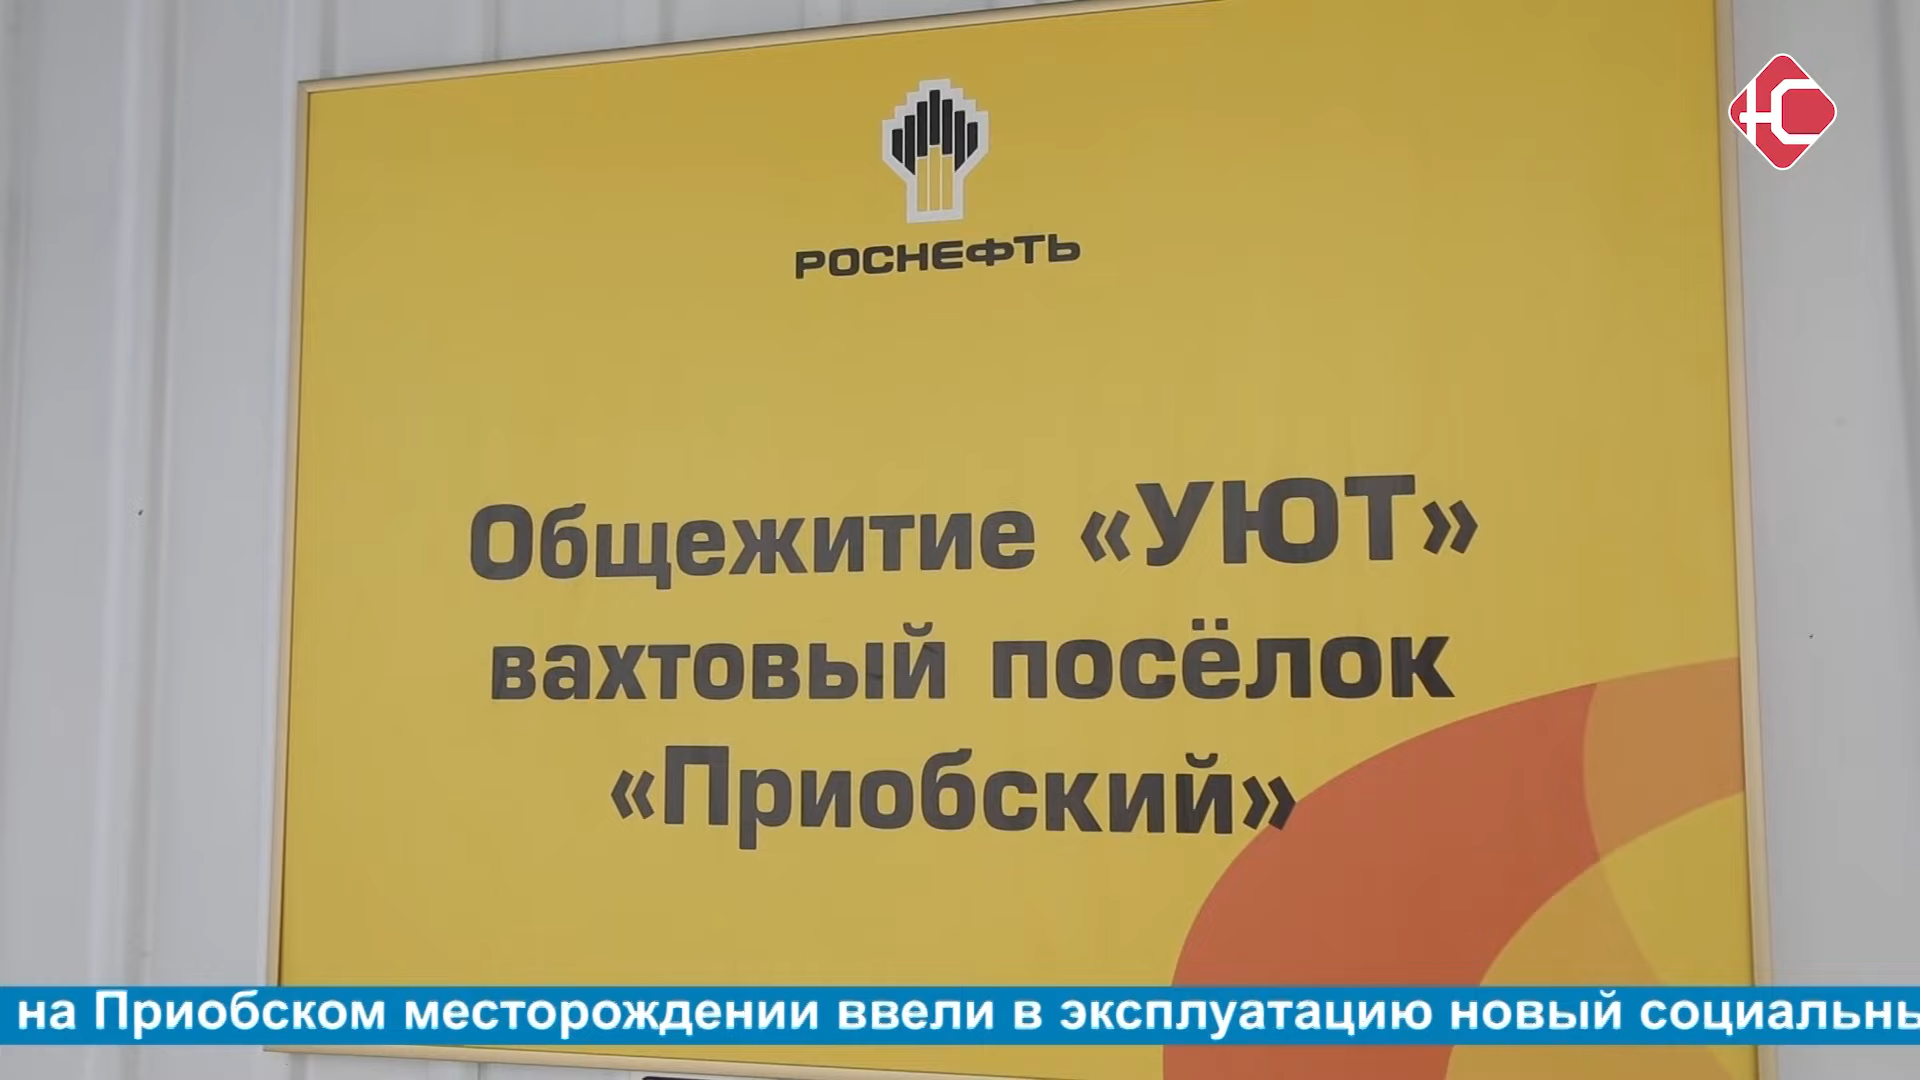 РОСНЕФТЬ
Общежитие «УЮТ»
вахтовый посёлок
«Приобский»
на Приобском месторождении ввели в эксплуатацию новый социальны